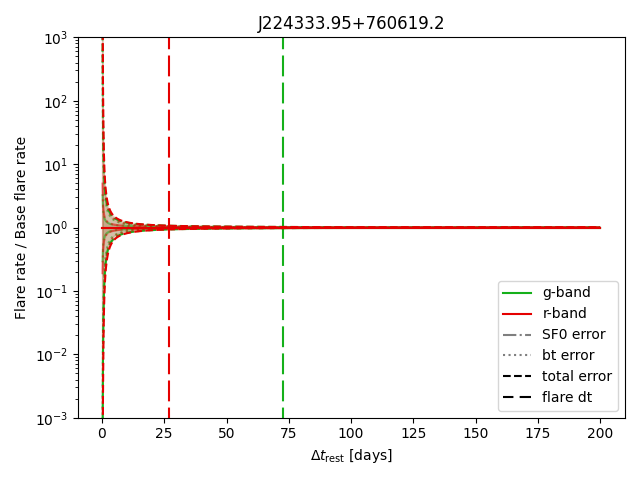 J224333.95+760619.2
Flare rate / Base flare rate
10³
10²
10¹
10⁰
10⁻¹
10⁻²
10⁻³
g-band
r-band
SF0 error
bt error
total error
flare dt
0 25 50 75 100 125 150 175 200
Δt_rest [days]